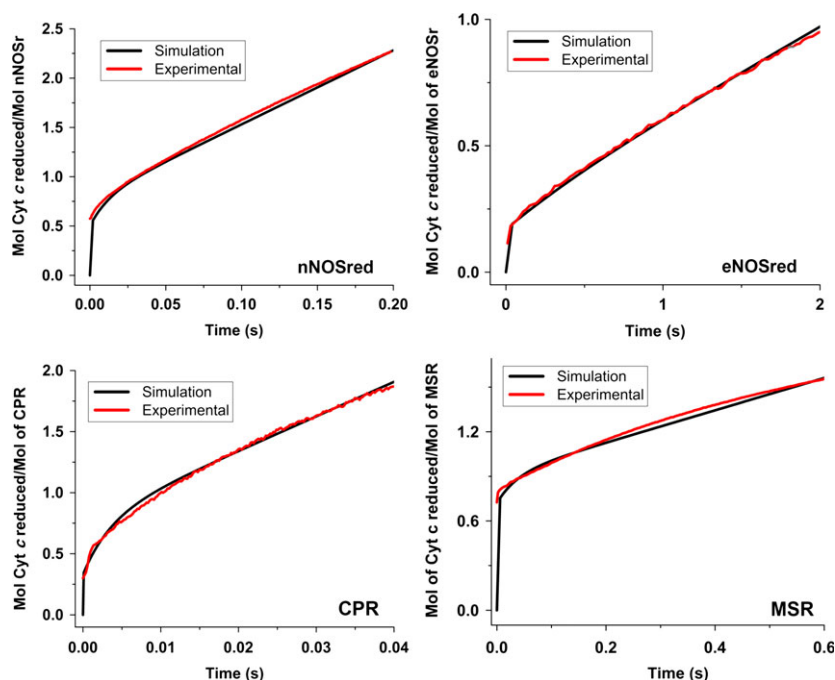 2.5
2.0
1.5
1.0
0.5
0.0
Mol Cyt c reduced/Mol nNOSr
Simulation
Experimental
nNOSred
0.00 0.05 0.10 0.15 0.20
Time (s)
1.0
0.5
0.0
Mol Cyt c reduced/Mol of eNOSr
Simulation
Experimental
eNOSred
0 1 2
Time (s)
2.0
1.5
1.0
0.5
0.0
Mol Cyt c reduced/Mol of CPR
Simulation
Experimental
CPR
0.00 0.01 0.02 0.03 0.04
Time (s)
1.2
0.6
0.0
Mol of Cyt c reduced/Mol of MSR
Simulation
Experimental
MSR
0.0 0.2 0.4 0.6
Time (s)